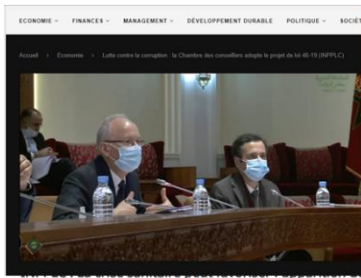 ECONOMIE FINANCES MANAGEMENT DÉVELOPPEMENT DURABLE POLITIQUE SOCIÉT
Accueil › Economie › Lutte contre la corruption : la Chambre des conseillers adopte le projet de loi 46-19 (INPPLC)